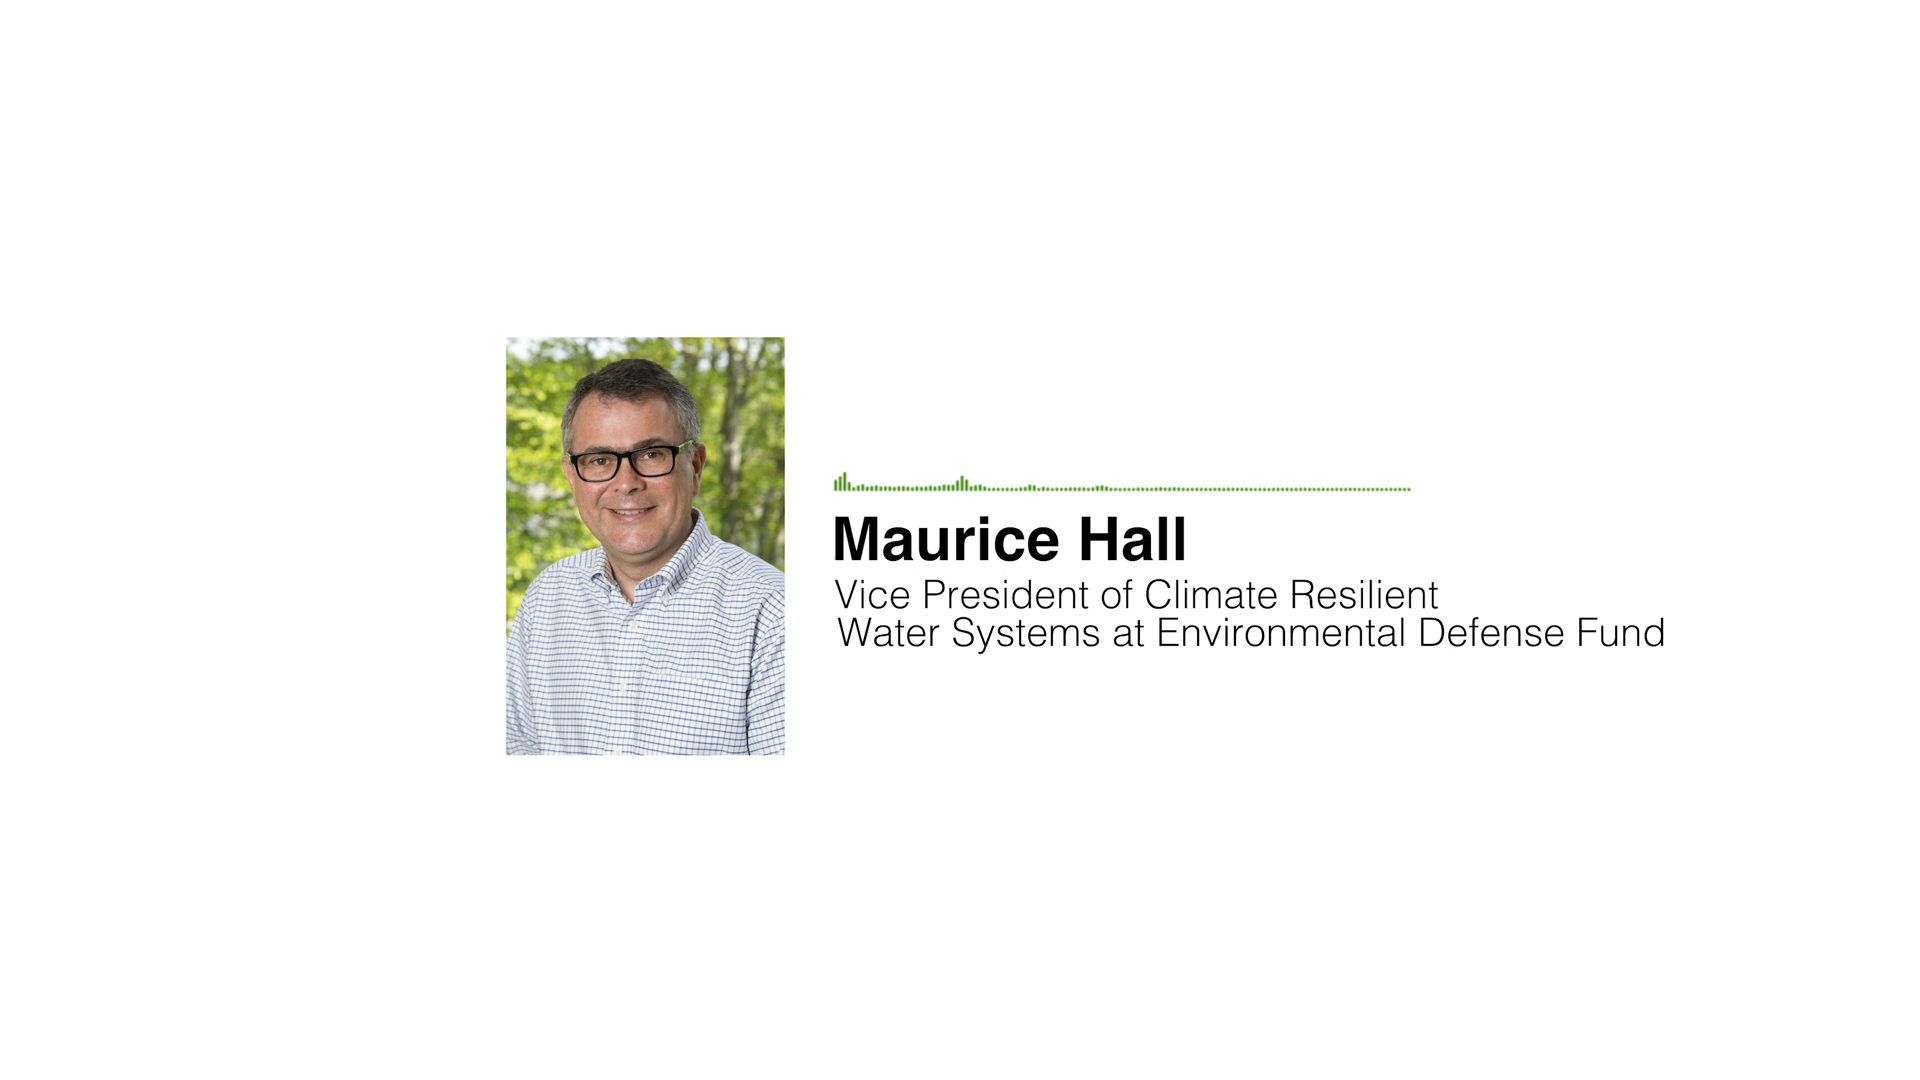 Maurice Hall
Vice President of Climate Resilient
Water Systems at Environmental Defense Fund